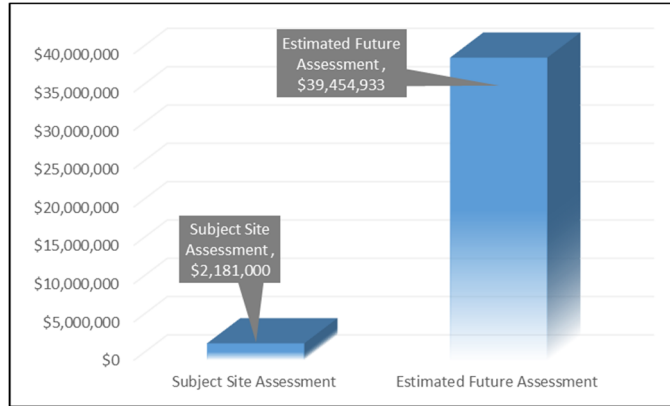 $40,000,000
$35,000,000
$30,000,000
$25,000,000
$20,000,000
$15,000,000
$10,000,000
$5,000,000
$0
Estimated Future
Assessment ,
$39,454,933
Subject Site
Assessment ,
$2,181,000
Subject Site Assessment
Estimated Future Assessment